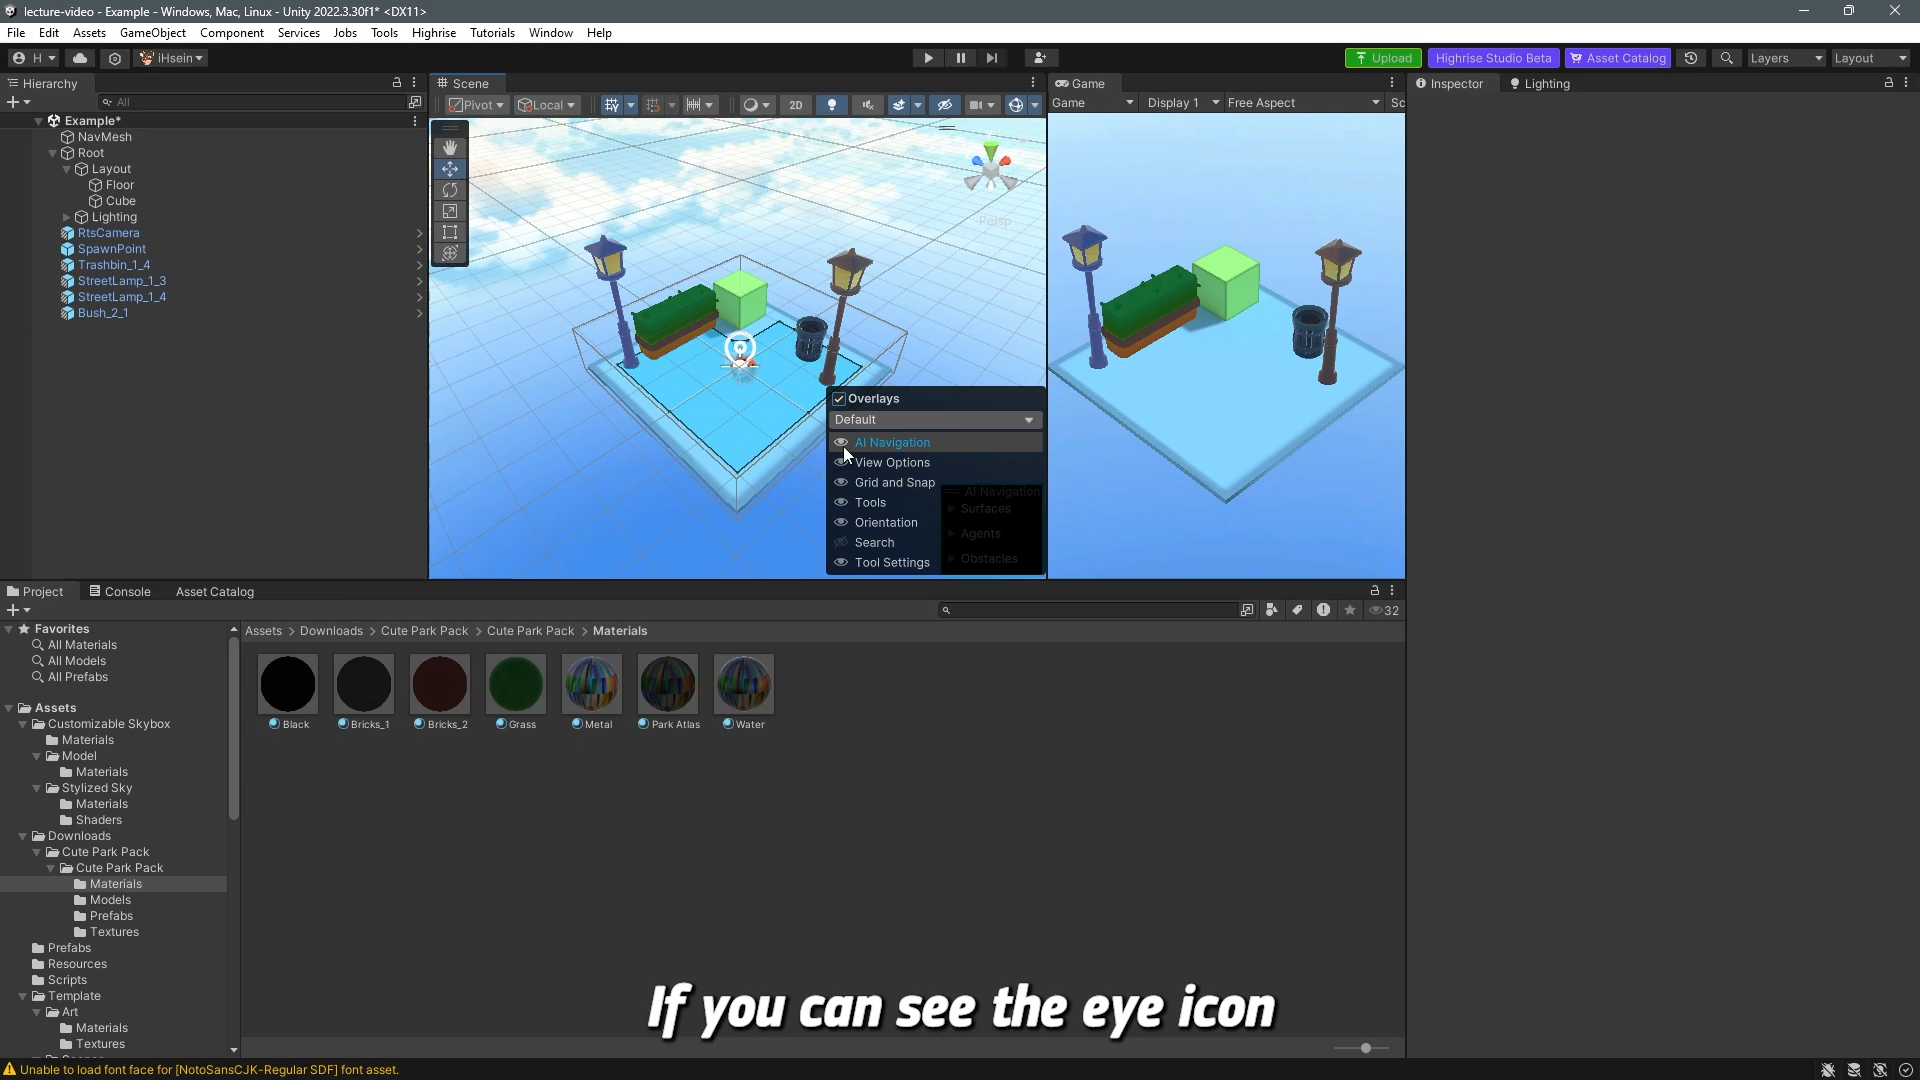 lecture-video - Example - Windows, Mac, Linux - Unity 2022.3.30f1* <DX11>
File Edit Assets GameObject Component Services Jobs Tools Highrise Tutorials Window Help
H iHsein Upload Highrise Studio Beta Asset Catalog Layers Layout
Hierarchy Scene Game Inspector Lighting
All Pivot Local 2D Game Display 1 Free Aspect Sc
Example*
NavMesh
Root
Layout
Floor
Cube
Lighting
RtsCamera
SpawnPoint
Trashbin_1_4
StreetLamp_1_3
StreetLamp_1_4
Bush_2_1
Persp
Overlays
Default
AI Navigation
View Options
Grid and Snap
Tools
Orientation
Search
Tool Settings
AI Navigation
Surfaces
Agents
Obstacles
Project Console Asset Catalog
32
Favorites
All Materials
All Models
All Prefabs
Assets
Customizable Skybox
Materials
Model
Materials
Stylized Sky
Materials
Shaders
Downloads
Cute Park Pack
Cute Park Pack
Materials
Models
Prefabs
Textures
Prefabs
Resources
Scripts
Template
Art
Materials
Textures
Assets > Downloads > Cute Park Pack > Cute Park Pack > Materials
Black Bricks_1 Bricks_2 Grass Metal Park Atlas Water
If you can see the eye icon
Unable to load font face for [NotoSansCJK-Regular SDF] font asset.